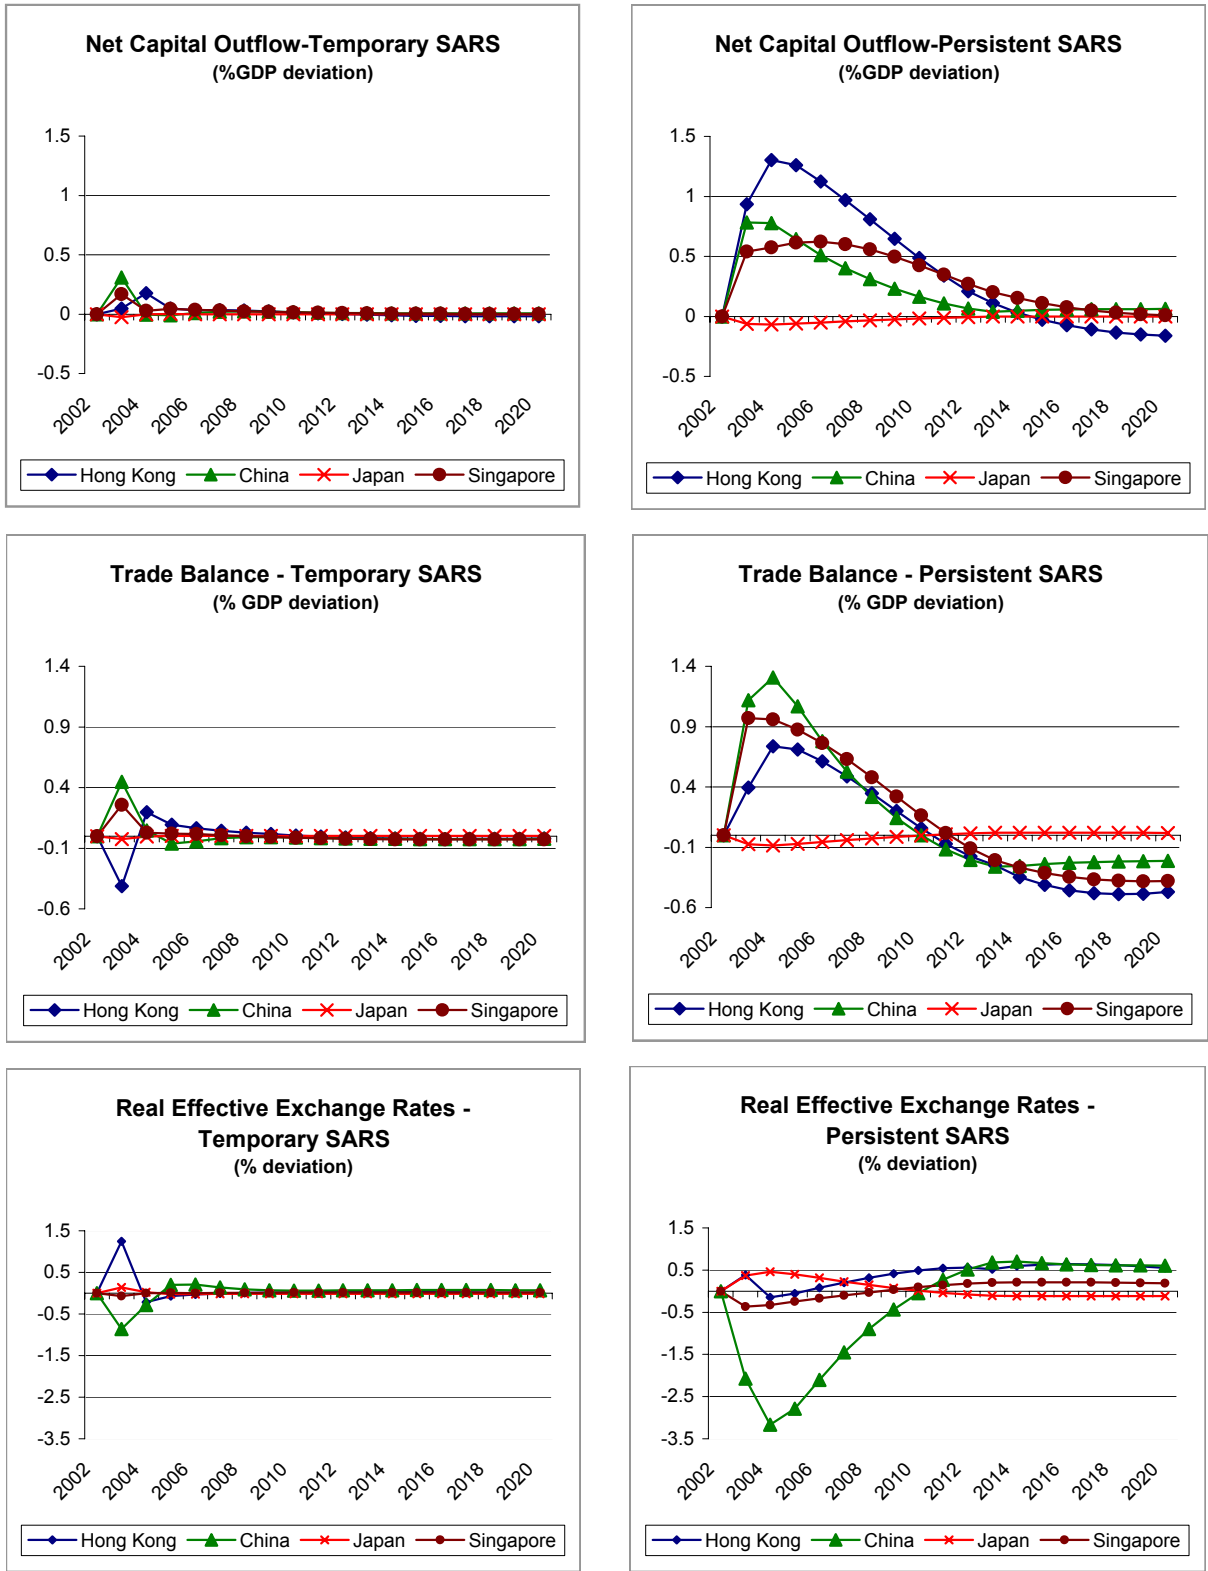 Net Capital Outflow-Temporary SARS
(%GDP deviation)
1.5
1
0.5
0
-0.5
2002 2004 2006 2008 2010 2012 2014 2016 2018 2020
Hong Kong China Japan Singapore
Net Capital Outflow-Persistent SARS
(%GDP deviation)
1.5
1
0.5
0
-0.5
2002 2004 2006 2008 2010 2012 2014 2016 2018 2020
Hong Kong China Japan Singapore
Trade Balance - Temporary SARS
(% GDP deviation)
1.4
0.9
0.4
-0.1
-0.6
2002 2004 2006 2008 2010 2012 2014 2016 2018 2020
Hong Kong China Japan Singapore
Trade Balance - Persistent SARS
(% GDP deviation)
1.4
0.9
0.4
-0.1
-0.6
2002 2004 2006 2008 2010 2012 2014 2016 2018 2020
Hong Kong China Japan Singapore
Real Effective Exchange Rates -
Temporary SARS
(% deviation)
1.5
0.5
-0.5
-1.5
-2.5
-3.5
2002 2004 2006 2008 2010 2012 2014 2016 2018 2020
Hong Kong China Japan Singapore
Real Effective Exchange Rates -
Persistent SARS
(% deviation)
1.5
0.5
-0.5
-1.5
-2.5
-3.5
2002 2004 2006 2008 2010 2012 2014 2016 2018 2020
Hong Kong China Japan Singapore